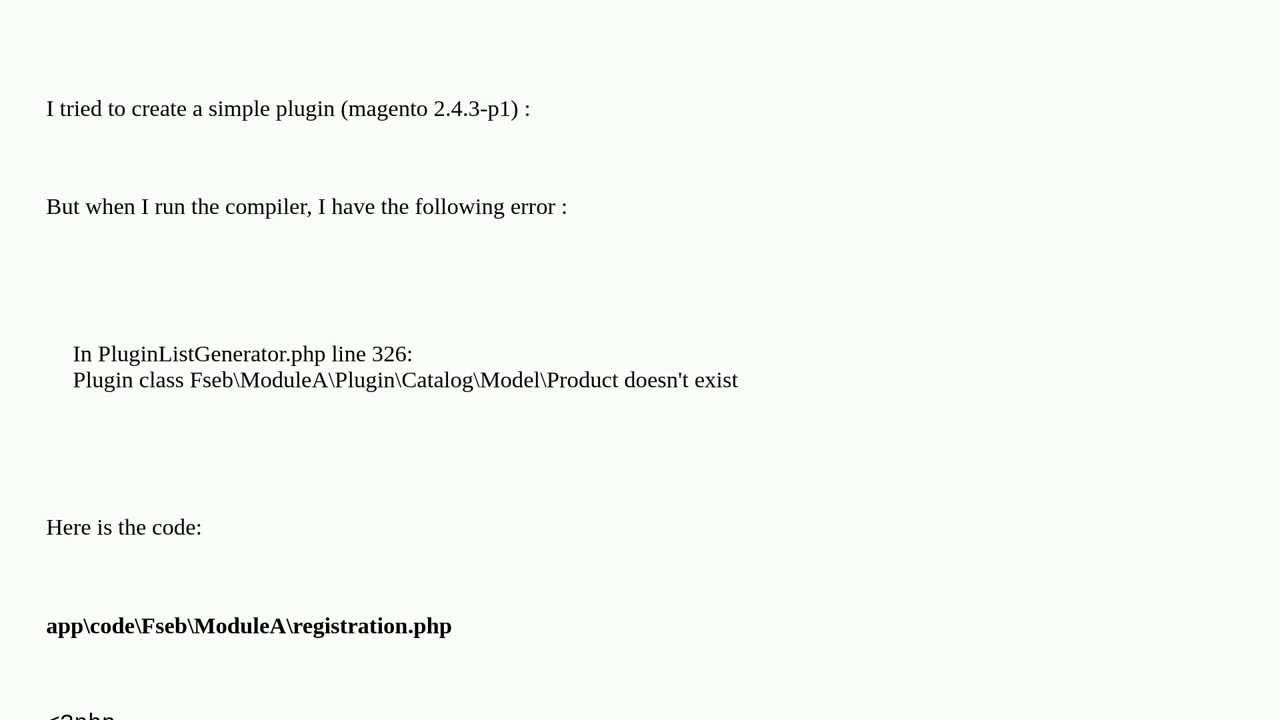 I tried to create a simple plugin (magento 2.4.3-p1) :
But when I run the compiler, I have the following error :
In PluginListGenerator.php line 326:
Plugin class Fseb\ModuleA\Plugin\Catalog\Model\Product doesn't exist
Here is the code:
app\code\Fseb\ModuleA\registration.php
<?php